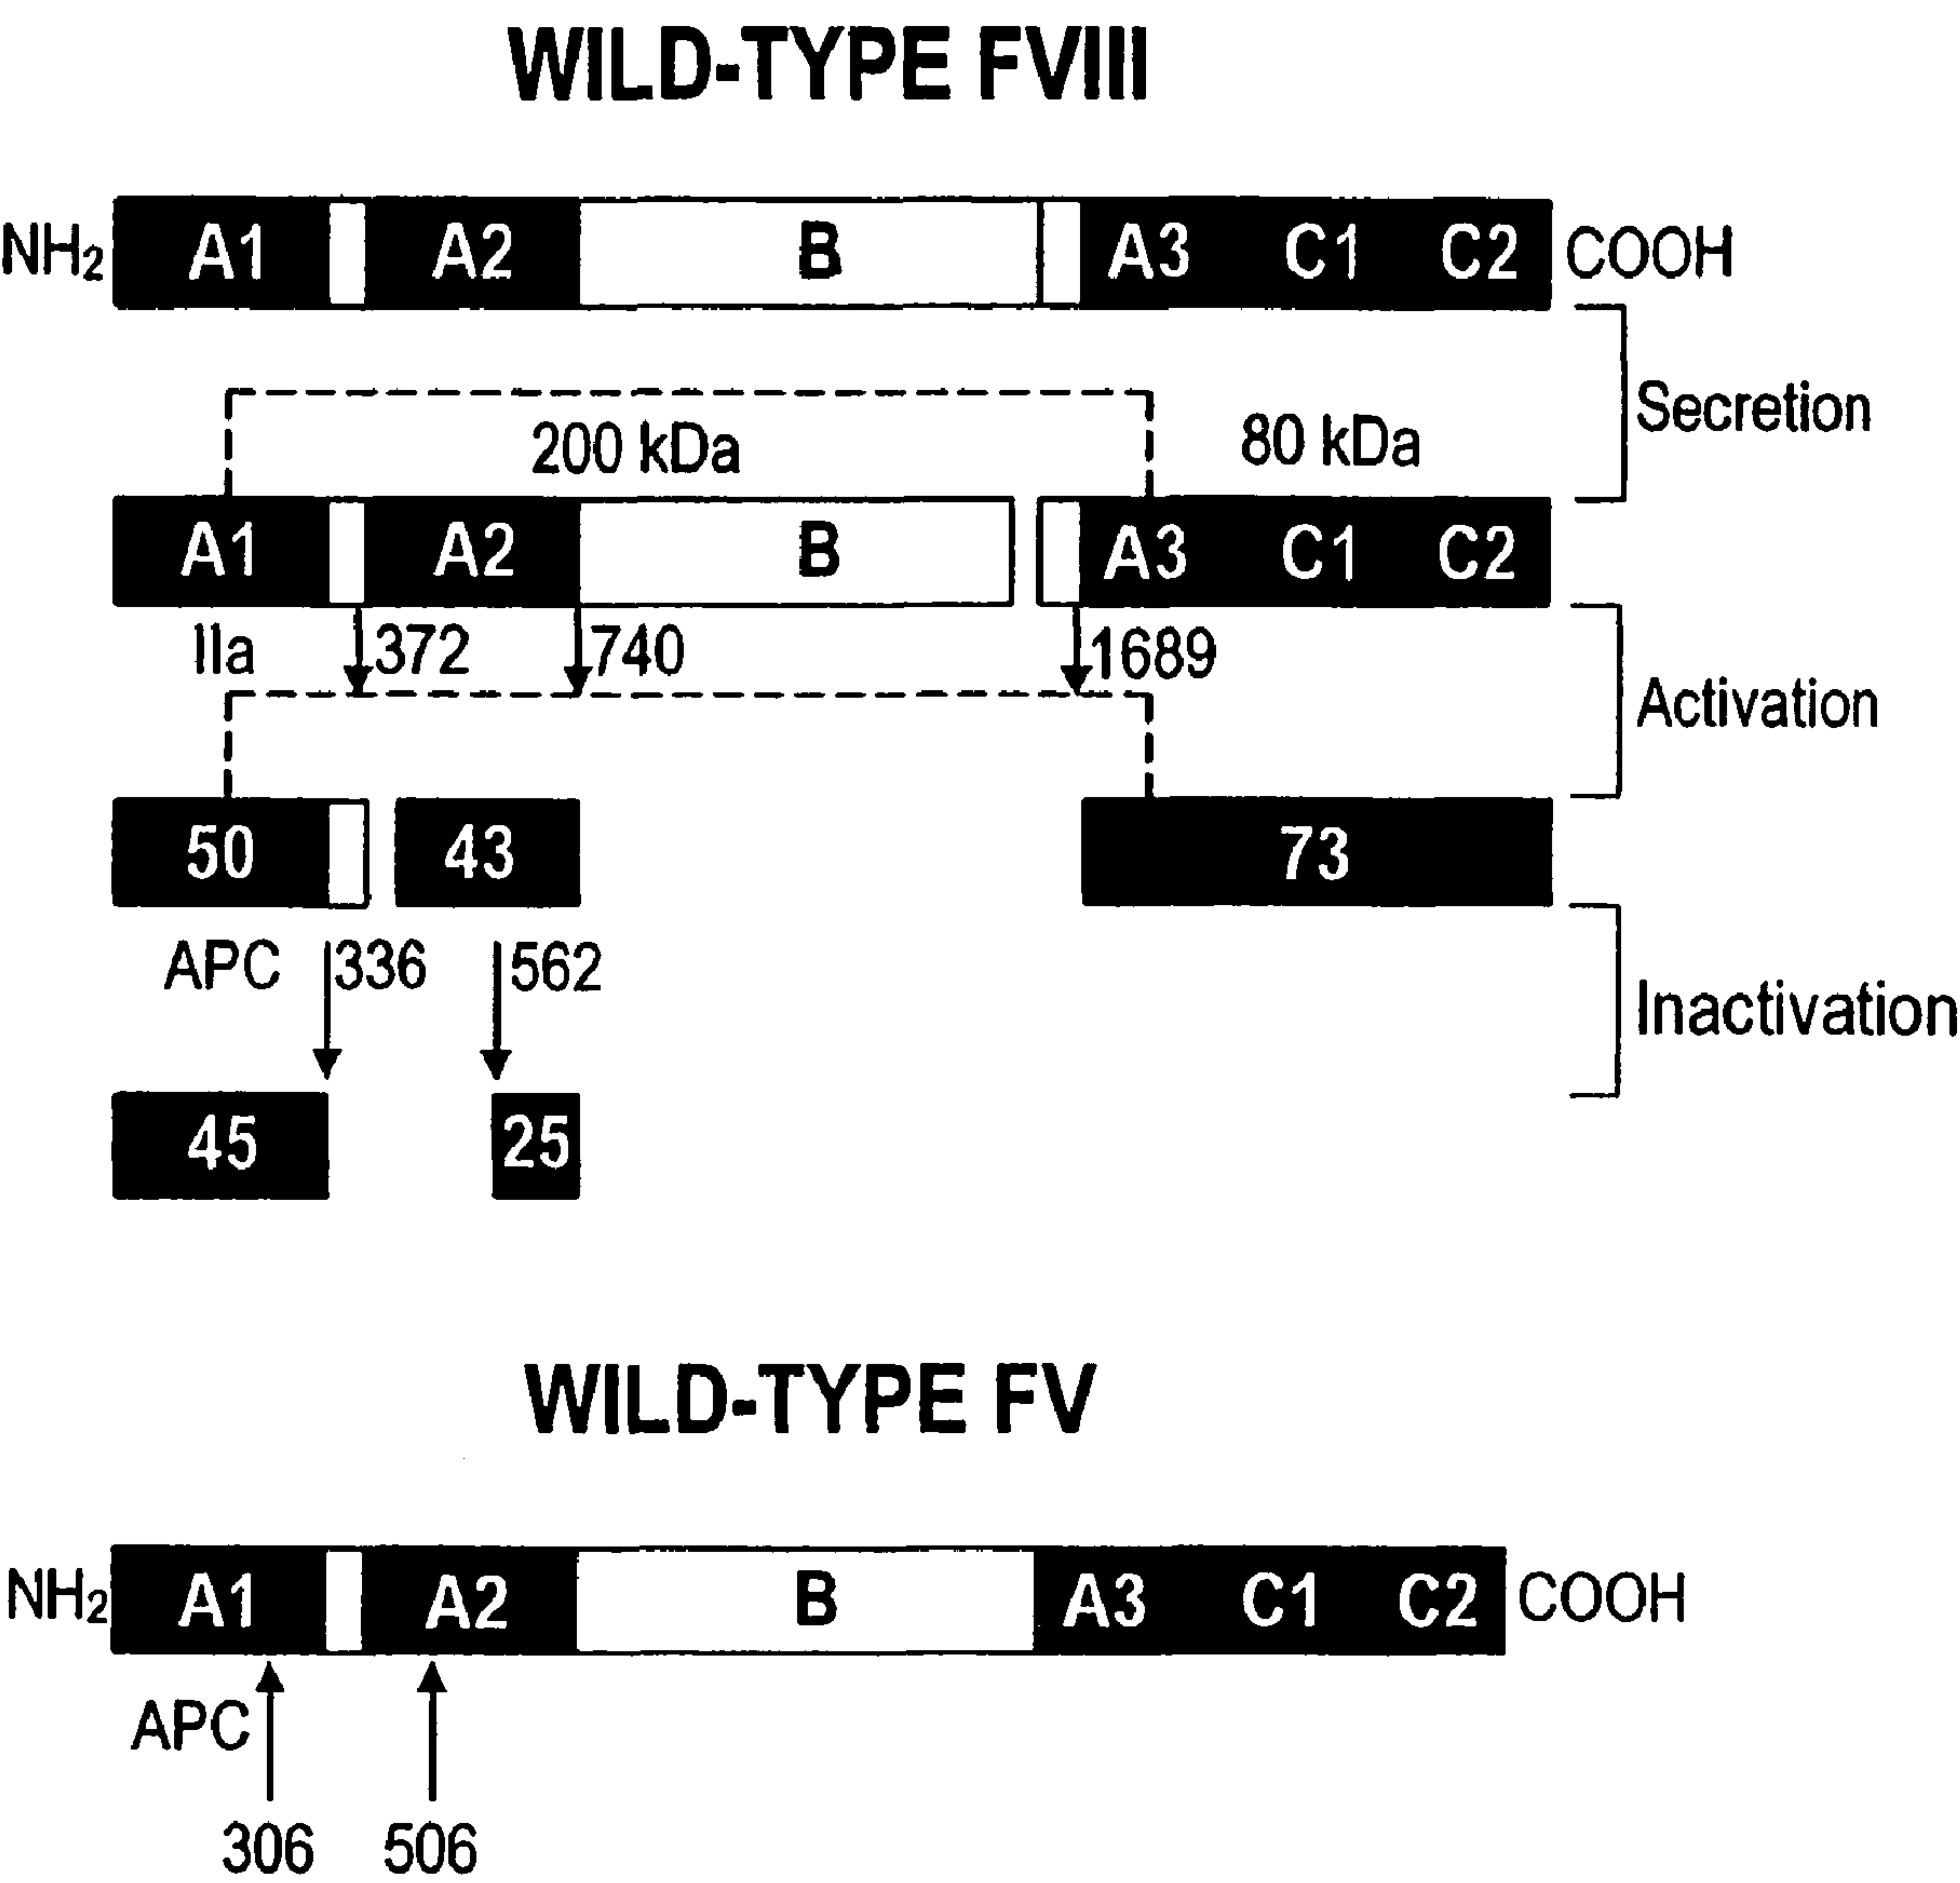 WILD-TYPE FVIII
NH2 A1 A2 B A3 C1 C2 COOH
Secretion
200 kDa 80 kDa
A1 A2 B A3 C1 C2
IIa 372 740 1689
Activation
50 43 73
APC 336 562
Inactivation
45 25
WILD-TYPE FV
NH2 A1 A2 B A3 C1 C2 COOH
APC
306 506